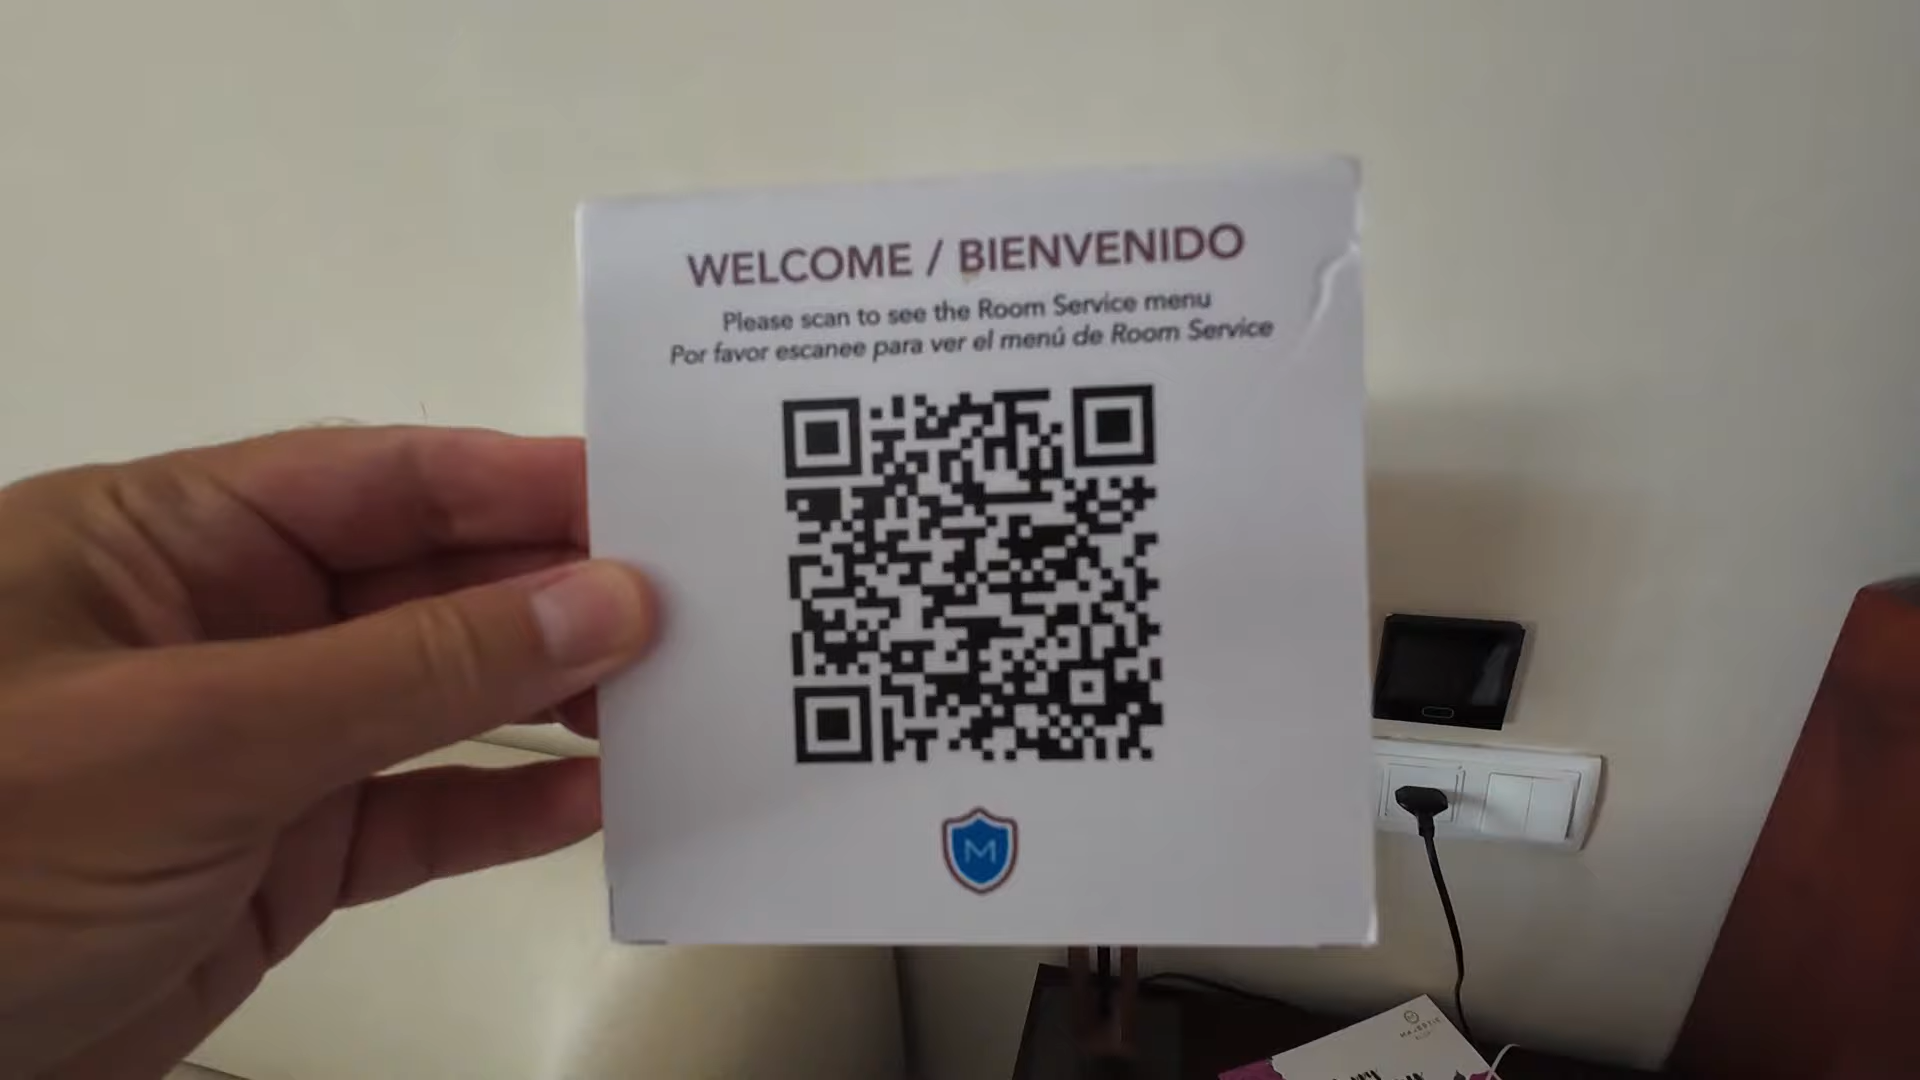 WELCOME / BIENVENIDO
Please scan to see the Room Service menu
Por favor escanee para ver el menú de Room Service
M
MAJESTIC